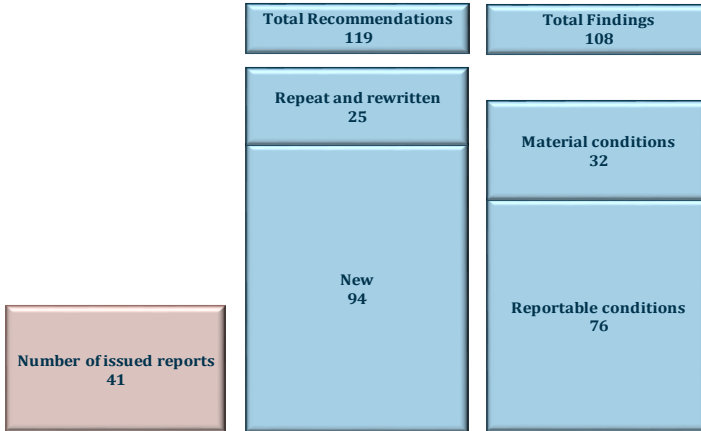 Total Recommendations
119
Total Findings
108
Repeat and rewritten
25
Material conditions
32
New
94
Reportable conditions
76
Number of issued reports
41